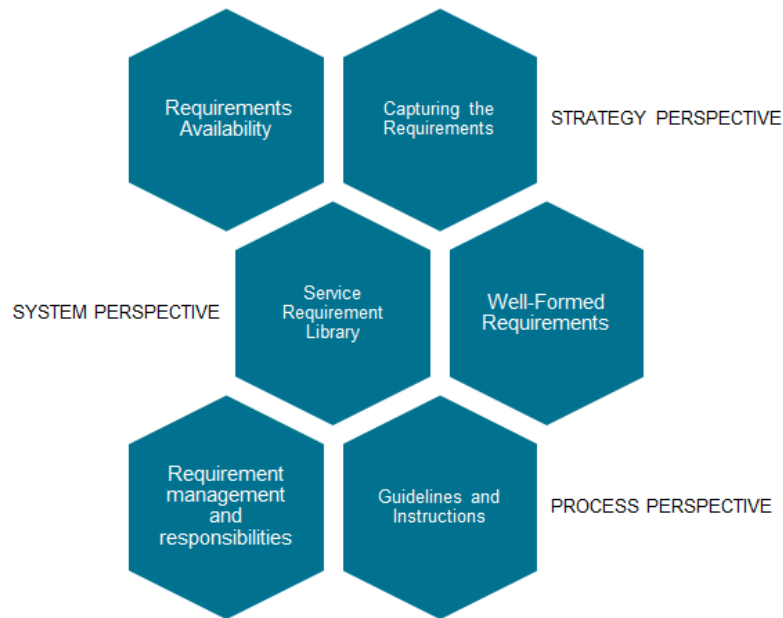 Requirements
Availability
Capturing the
Requirements
STRATEGY PERSPECTIVE
SYSTEM PERSPECTIVE
Service
Requirement
Library
Well-Formed
Requirements
Requirement
management
and
responsibilities
Guidelines and
Instructions
PROCESS PERSPECTIVE